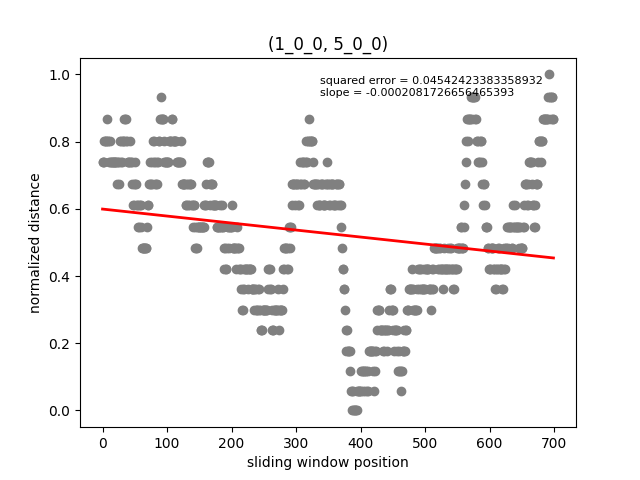 (1_0_0, 5_0_0)
squared error = 0.04542423383358932
slope = -0.0002081726656465393
normalized distance
1.0
0.8
0.6
0.4
0.2
0.0
0 100 200 300 400 500 600 700
sliding window position